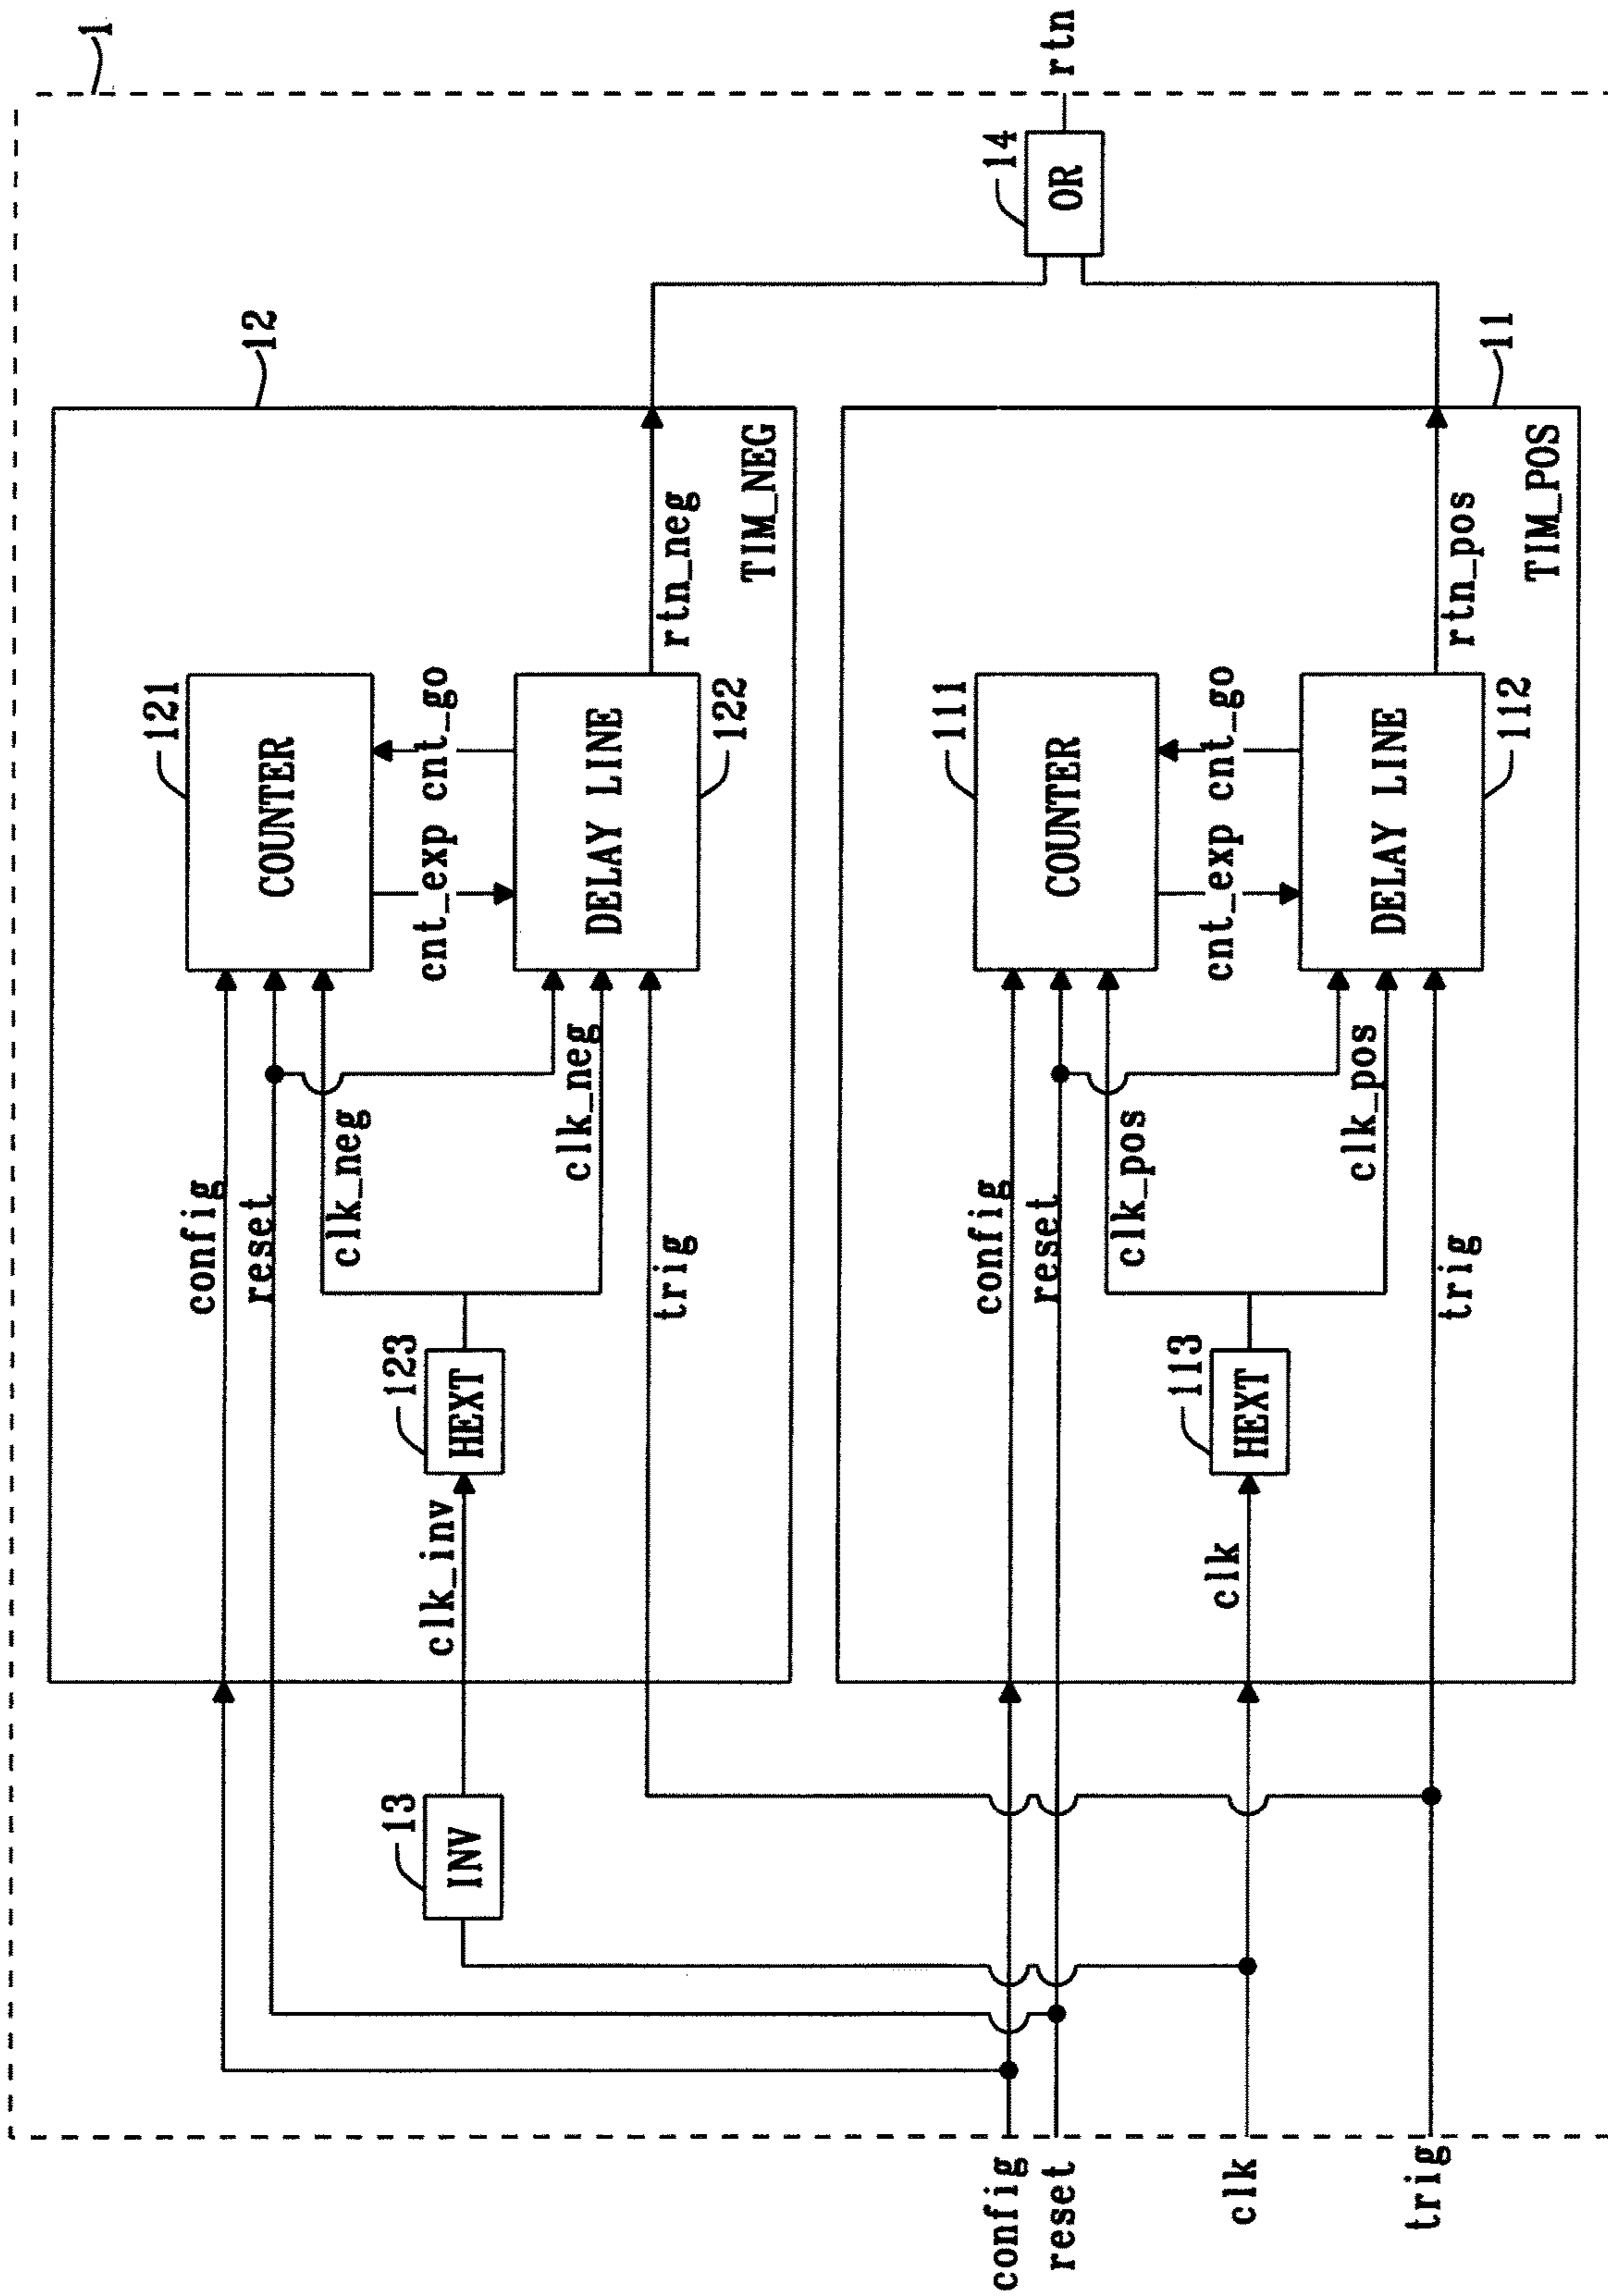 1
12
121
COUNTER
cnt_exp
cnt_go
DELAY LINE
122
rtn_neg
TIM_NEG
config
reset
clk_neg
clk_neg
trig
123
HEXT
clk_inv
13
INV
14
OR
rtn
11
111
COUNTER
cnt_exp
cnt_go
DELAY LINE
112
rtn_pos
TIM_POS
config
reset
clk_pos
clk_pos
trig
113
HEXT
clk
config
reset
clk
trig